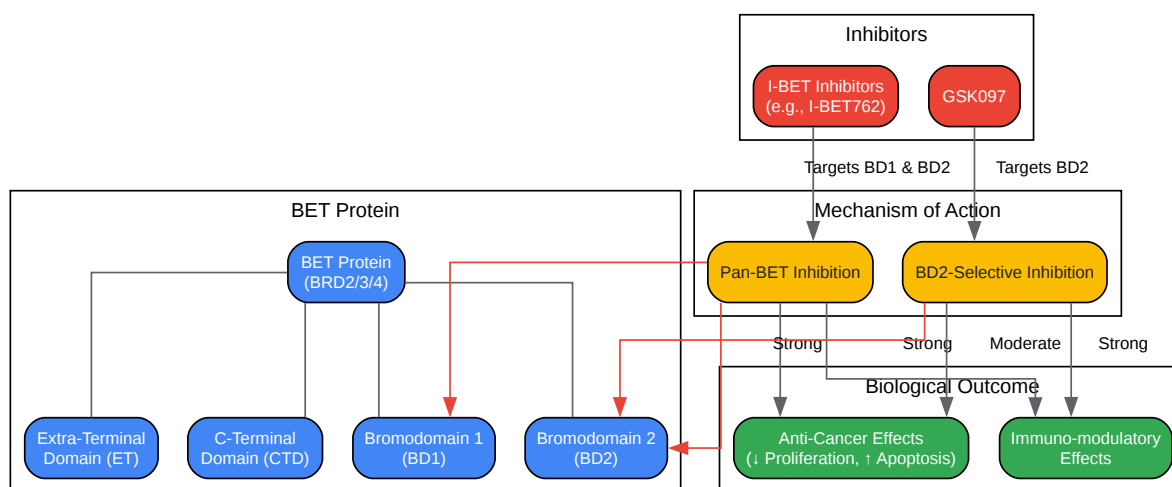 Inhibitors
I-BET Inhibitors
(e.g., I-BET762)
GSK097
Targets BD1 & BD2
Targets BD2
BET Protein
Mechanism of Action
BET Protein
(BRD2/3/4)
Pan-BET Inhibition
BD2-Selective Inhibition
Strong
Strong
Moderate
Strong
Biological Outcome
Extra-Terminal
Domain (ET)
C-Terminal
Domain (CTD)
Bromodomain 1
(BD1)
Bromodomain 2
(BD2)
Anti-Cancer Effects
(↓ Proliferation, ↑ Apoptosis)
Immuno-modulatory
Effects